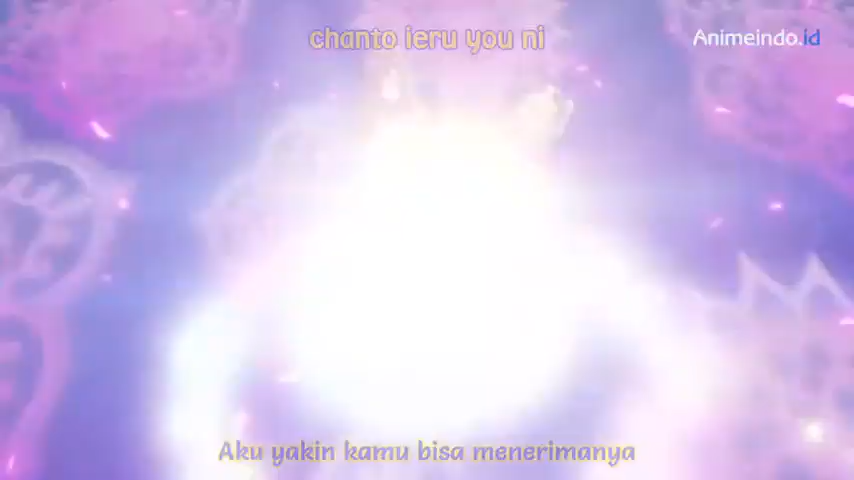 chanto ieru you ni
Animeindo.id
Aku yakin kamu bisa menerimanya